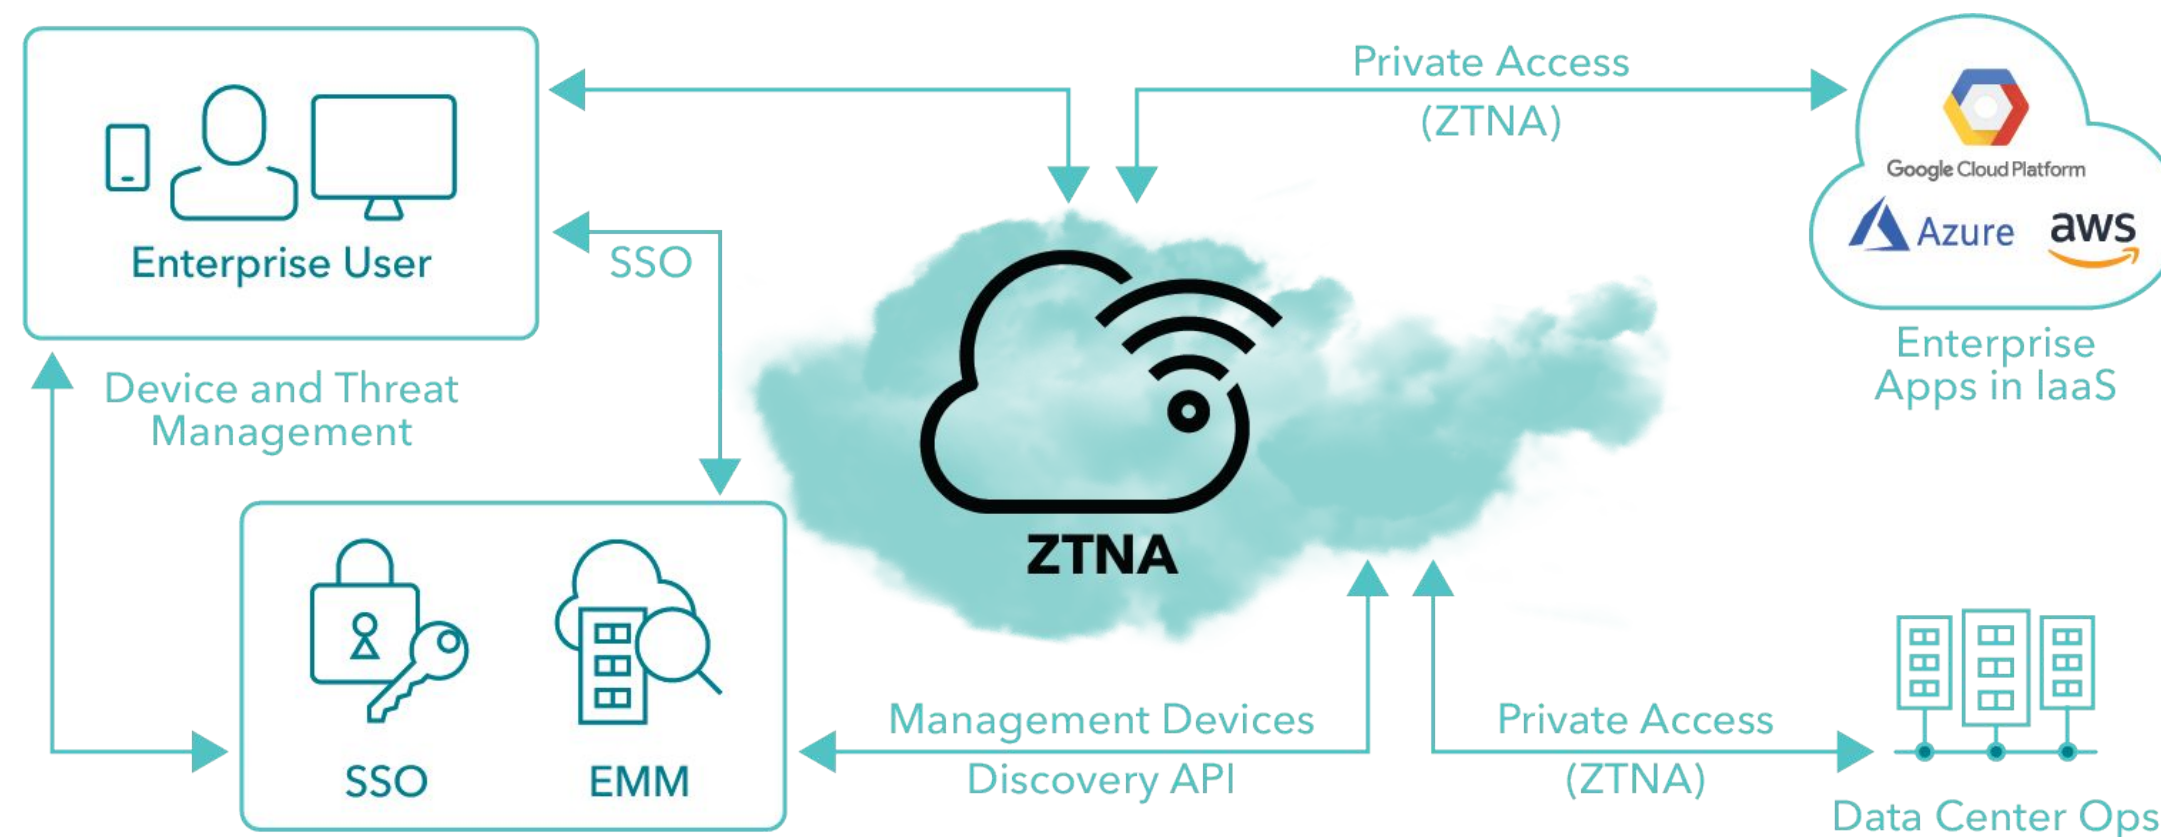 Private Access
(ZTNA)
Google Cloud Platform
Azure
aws
Enterprise User
SSO
Enterprise
Apps in IaaS
Device and Threat
Management
ZTNA
SSO
EMM
Management Devices
Discovery API
Private Access
(ZTNA)
Data Center Ops